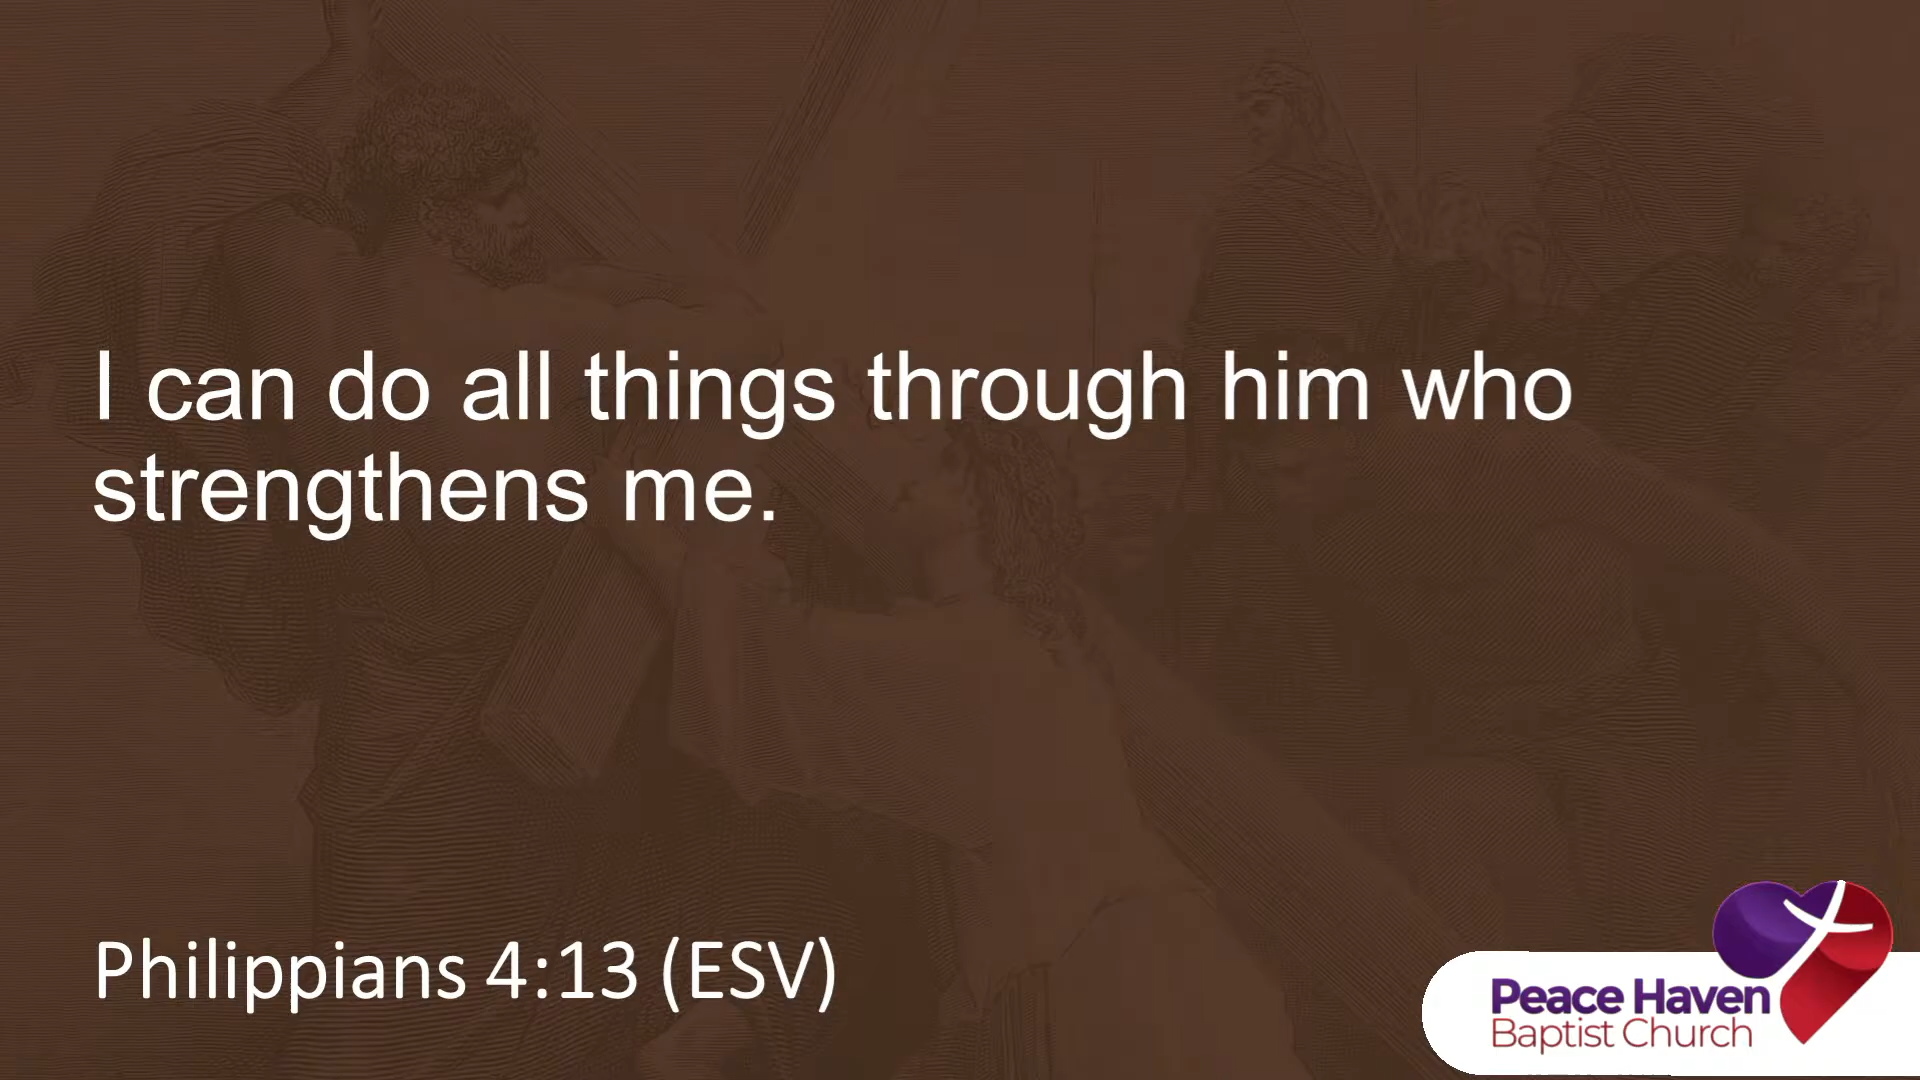 I can do all things through him who
strengthens me.
Philippians 4:13 (ESV)
Peace Haven
Baptist Church